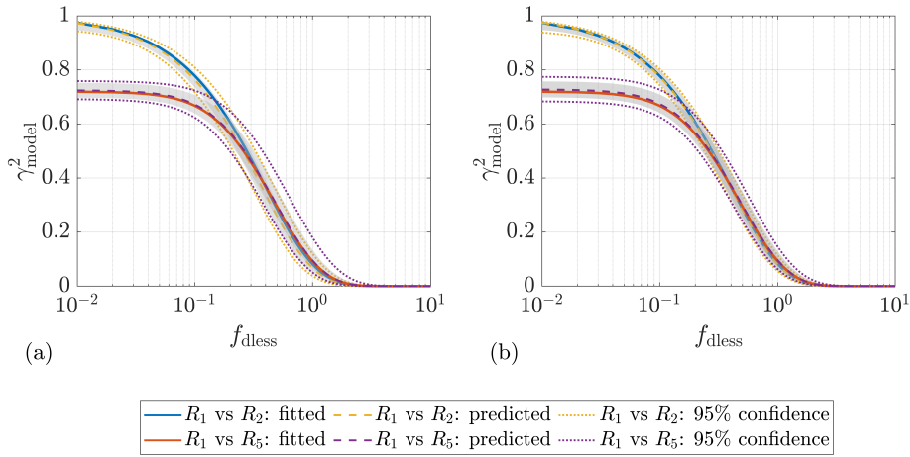 1
0.8
0.6
0.4
0.2
0
γ²model
10⁻² 10⁻¹ 10⁰ 10¹
fdless
(a)
1
0.8
0.6
0.4
0.2
0
γ²model
10⁻² 10⁻¹ 10⁰ 10¹
fdless
(b)
R₁ vs R₂: fitted R₁ vs R₂: predicted R₁ vs R₂: 95% confidence
R₁ vs R₅: fitted R₁ vs R₅: predicted R₁ vs R₅: 95% confidence